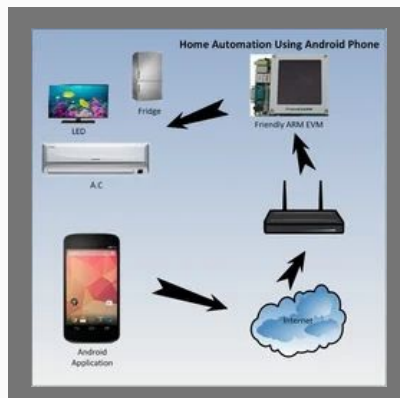 Home Automation Using Android Phone
Fridge
Friendly ARM EVM
LED
A.C
Internet
Android
Application